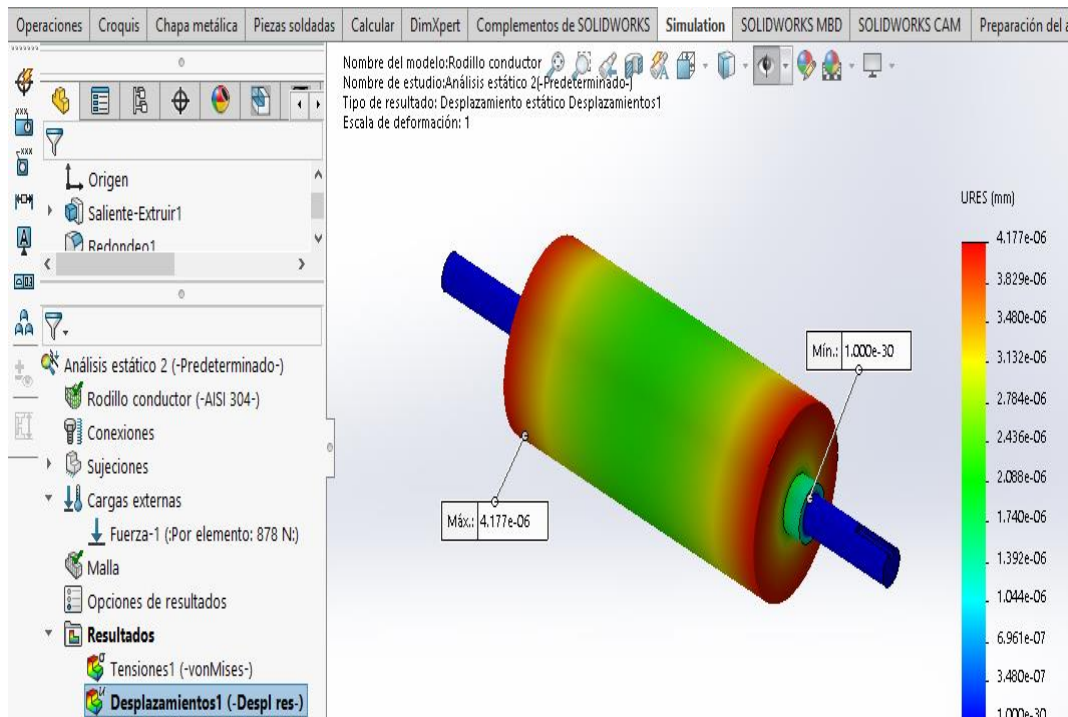 Operaciones Croquis Chapa metálica Piezas soldadas Calcular DimXpert Complementos de SOLIDWORKS Simulation SOLIDWORKS MBD SOLIDWORKS CAM Preparación del a
Nombre del modelo:Rodillo conductor
Nombre de estudio:Análisis estático 2(-Predeterminado-)
Tipo de resultado: Desplazamiento estático Desplazamientos1
Escala de deformación: 1
Origen
Saliente-Extruir1
Redondeo1
Análisis estático 2 (-Predeterminado-)
Rodillo conductor (-AISI 304-)
Conexiones
Sujeciones
Cargas externas
Fuerza-1 (:Por elemento: 878 N:)
Malla
Opciones de resultados
Resultados
Tensiones1 (-vonMises-)
Desplazamientos1 (-Despl res-)
Mín.: 1.000e-30
Máx.: 4.177e-06
URES (mm)
4.177e-06
3.829e-06
3.480e-06
3.132e-06
2.784e-06
2.436e-06
2.088e-06
1.740e-06
1.392e-06
1.044e-06
6.961e-07
3.480e-07
1.000e-30